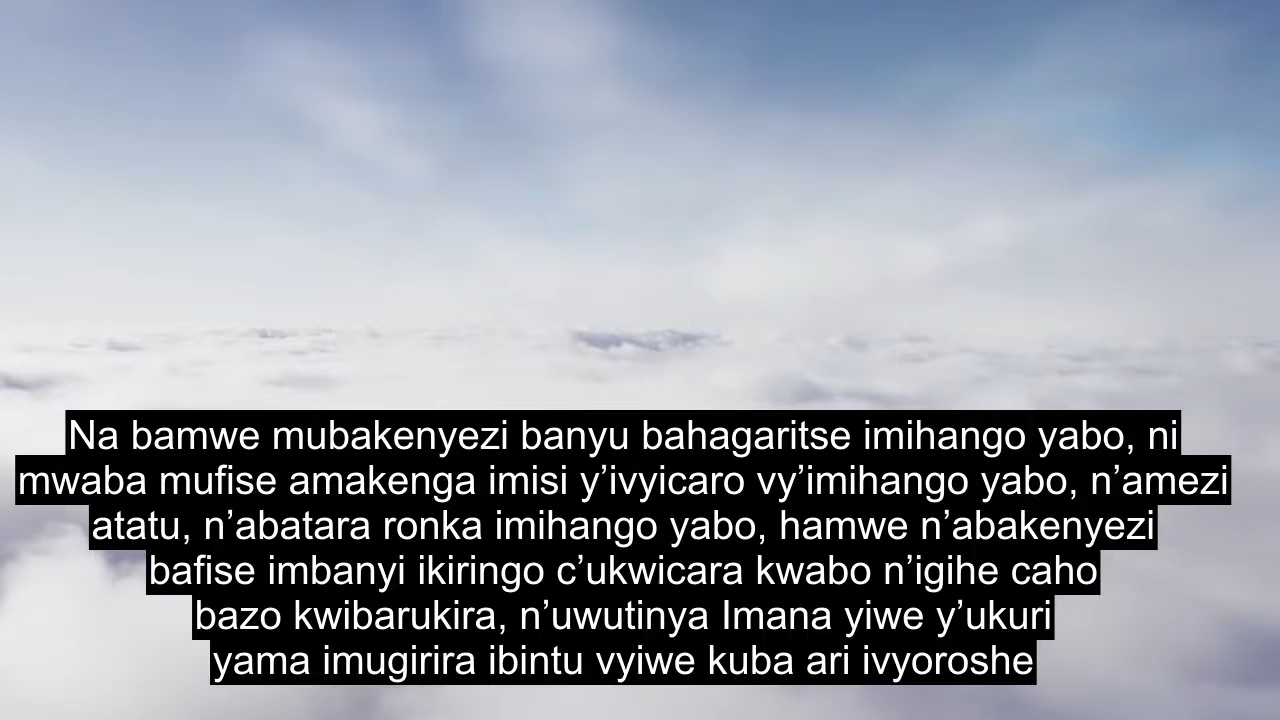 Na bamwe mubakenyezi banyu bahagaritse imihango yabo, ni
mwaba mufise amakenga imisi y’ivyicaro vy’imihango yabo, n’amezi
atatu, n’abatara ronka imihango yabo, hamwe n’abakenyezi
bafise imbanyi ikiringo c’ukwicara kwabo n’igihe caho
bazo kwibarukira, n’uwutinya Imana yiwe y’ukuri
yama imugirira ibintu vyiwe kuba ari ivyoroshe